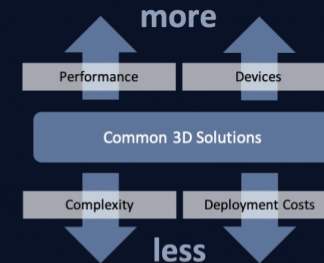 more
Performance Devices
Common 3D Solutions
Complexity Deployment Costs
less